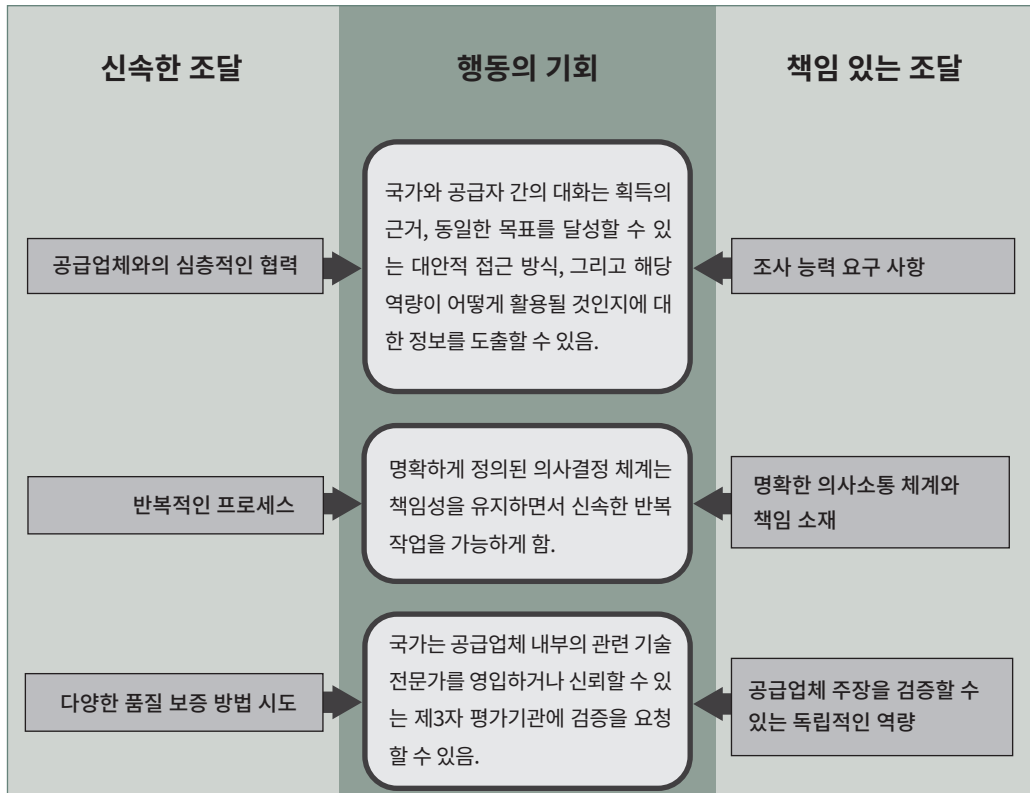 신속한 조달
행동의 기회
책임 있는 조달
공급업체와의 심층적인 협력
국가와 공급자 간의 대화는 획득의
근거, 동일한 목표를 달성할 수 있
는 대안적 접근 방식, 그리고 해당
역량이 어떻게 활용될 것인지에 대
한 정보를 도출할 수 있음.
조사 능력 요구 사항
반복적인 프로세스
명확하게 정의된 의사결정 체계는
책임성을 유지하면서 신속한 반복
작업을 가능하게 함.
명확한 의사소통 체계와
책임 소재
다양한 품질 보증 방법 시도
국가는 공급업체 내부의 관련 기술
전문가를 영입하거나 신뢰할 수 있
는 제3자 평가기관에 검증을 요청
할 수 있음.
공급업체 주장을 검증할 수
있는 독립적인 역량